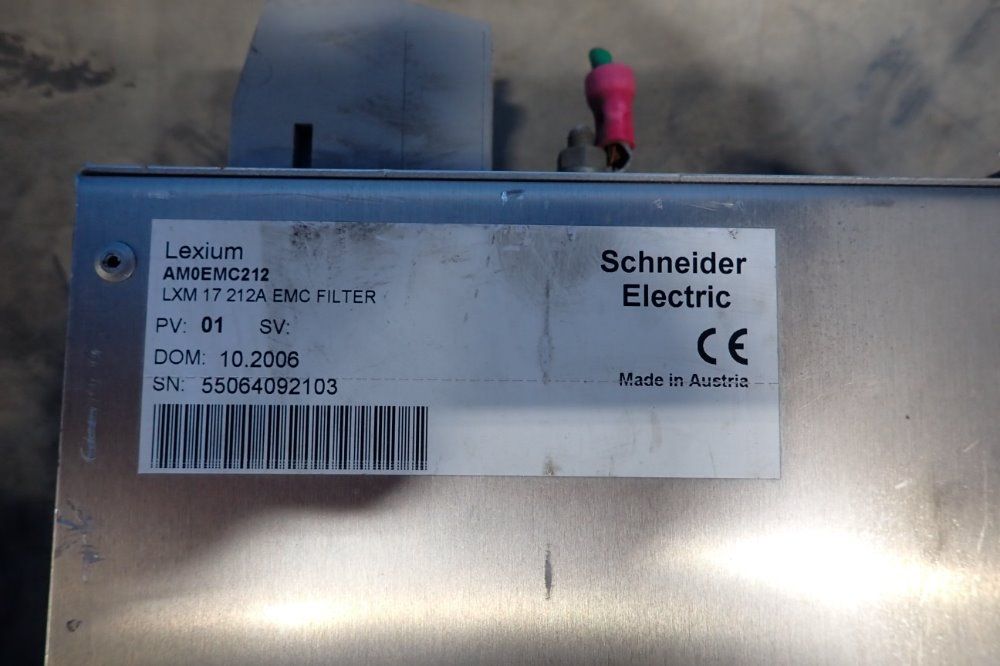 Lexium
AM0EMC212
LXM 17 212A EMC FILTER
PV: 01 SV:
DOM: 10.2006
SN: 55064092103
Schneider
Electric
CE
Made in Austria